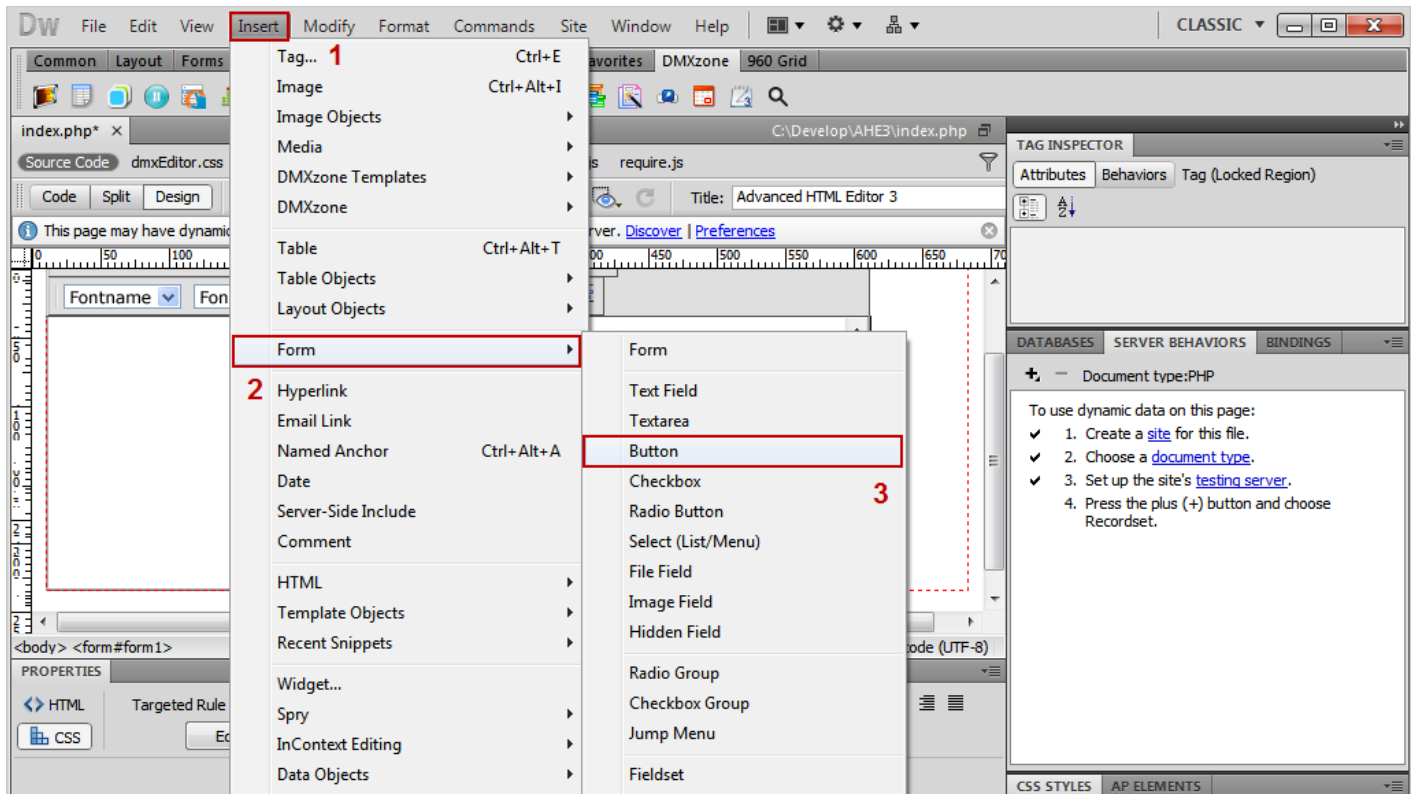 DW File Edit View Insert Modify Format Commands Site Window Help CLASSIC
Common Layout Forms DMXzone 960 Grid
index.php* C:\Develop\AHE3\index.php
Source Code dmxEditor.css require.js
Code Split Design Title: Advanced HTML Editor 3
This page may have Discover | Preferences
0 50 100 450 500 550 600 650
Fontname
Tag... 1 Ctrl+E
Image Ctrl+Alt+I
Image Objects
Media
DMXzone Templates
DMXzone
Table Ctrl+Alt+T
Table Objects
Layout Objects
Form
2 Hyperlink
Email Link
Named Anchor Ctrl+Alt+A
Date
Server-Side Include
Comment
HTML
Template Objects
Recent Snippets
Widget...
Spry
InContext Editing
Data Objects
Form
Text Field
Textarea
Button
Checkbox
3
Radio Button
Select (List/Menu)
File Field
Image Field
Hidden Field
Radio Group
Checkbox Group
Jump Menu
Fieldset
<body> <form#form1> (UTF-8)
PROPERTIES
HTML Targeted Rule
CSS
TAG INSPECTOR
Attributes Behaviors Tag (Locked Region)
DATABASES SERVER BEHAVIORS BINDINGS
Document type:PHP
To use dynamic data on this page:
1. Create a site for this file.
2. Choose a document type.
3. Set up the site's testing server.
4. Press the plus (+) button and choose
Recordset.
CSS STYLES AP ELEMENTS